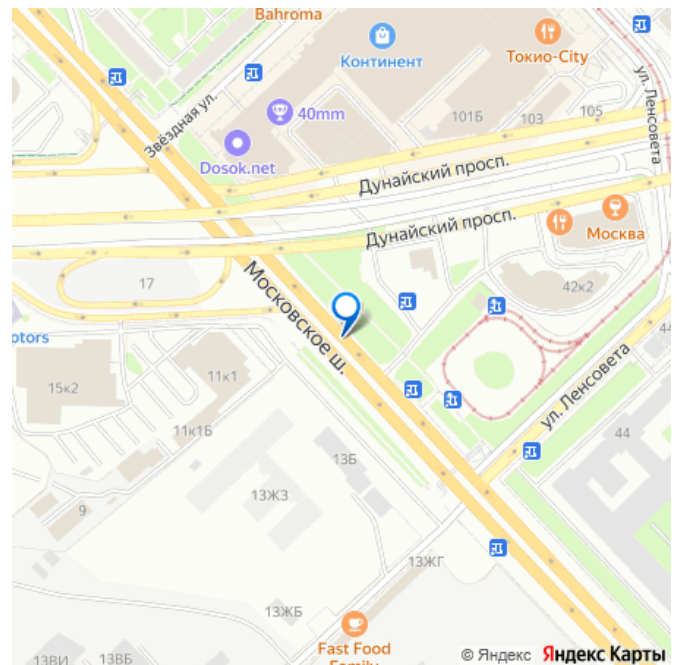 Bahroma
Континент
Токио-City
ул. Ленсовета
Звёздная ул.
40mm
101Б
103
105
Dosok.net
Дунайский просп.
Дунайский просп.
Москва
17
42к2
Московское ш.
otors
15к2
11к1
ул. Ленсовета
44
11к1Б
13Б
44
13ЖЗ
9
13ЖГ
13ЖБ
13ВИ
13ВБ
Fast Food
Family
© Яндекс Яндекс Карты